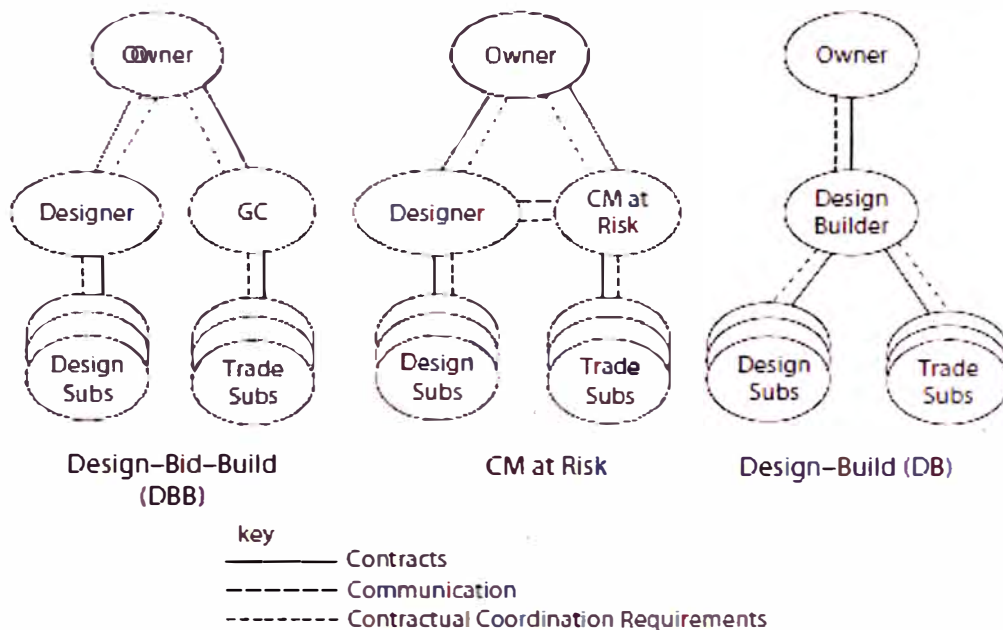 Owner
Owner
Owner
Designer
GC
Designer
CM at
Risk
Design
Builder
Design
Subs
Trade
Subs
Design
Subs
Trade
Subs
Design
Subs
Trade
Subs
Design–Bid–Build
(DBB)
CM at Risk
Design–Build (DB)
key
Contracts
Communication
Contractual Coordination Requirements